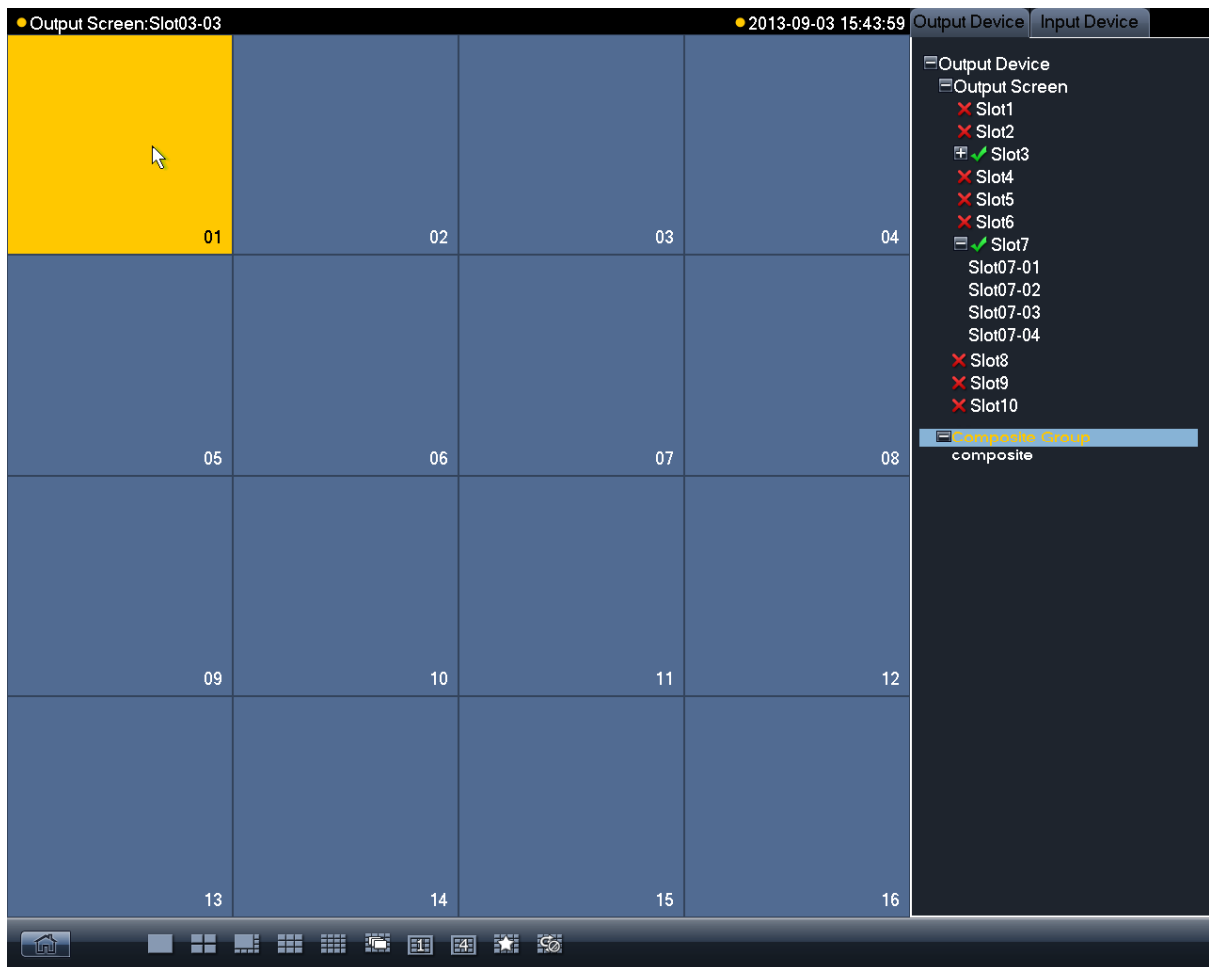 Output Screen:Slot03-03
2013-09-03 15:43:59
Output Device
Input Device
01
02
03
04
05
06
07
08
09
10
11
12
13
14
15
16
Output Device
Output Screen
Slot1
Slot2
Slot3
Slot4
Slot5
Slot6
Slot7
Slot07-01
Slot07-02
Slot07-03
Slot07-04
Slot8
Slot9
Slot10
Composite Group
composite
1
4